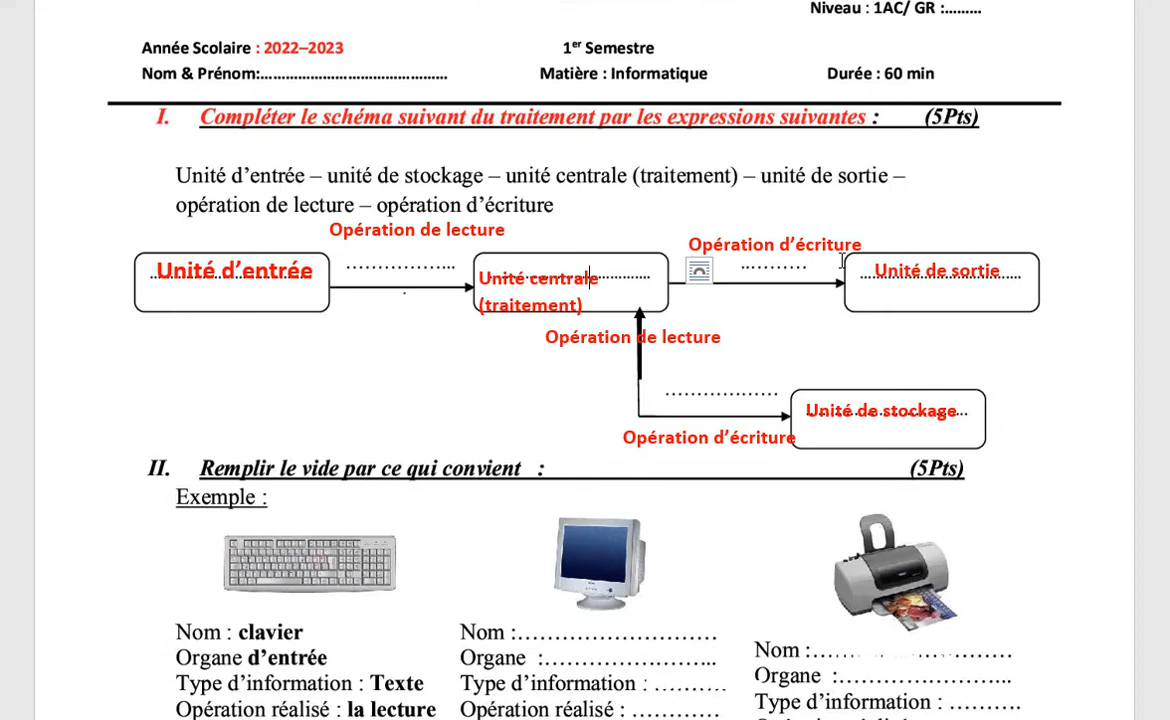 Niveau : 1AC/ GR :.........
Année Scolaire : 2022–2023 1er Semestre
Nom & Prénom:............................................. Matière : Informatique Durée : 60 min
I. Compléter le schéma suivant du traitement par les expressions suivantes : (5Pts)
Unité d’entrée – unité de stockage – unité centrale (traitement) – unité de sortie –
opération de lecture – opération d’écriture
Opération de lecture
Opération d’écriture
Unité d’entrée
Unité centrale
(traitement)
Unité de sortie
Opération de lecture
Unité de stockage
Opération d’écriture
II. Remplir le vide par ce qui convient : (5Pts)
Exemple :
Nom : clavier
Organe d’entrée
Type d’information : Texte
Opération réalisé : la lecture
Nom :..............................
Organe :..........................
Type d’information : ..........
Opération réalisé : ............
Nom :..............................
Organe :..........................
Type d’information : ..........